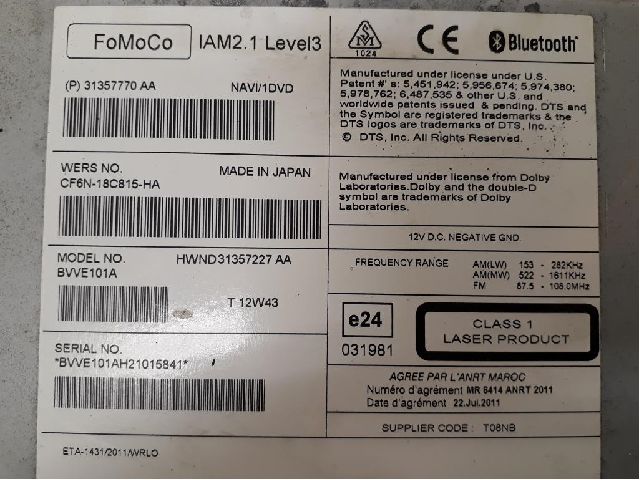 FoMoCo IAM2.1 Level3
(P) 31357770 AA NAVI/1DVD
WERS NO. MADE IN JAPAN
CF6N-18C815-HA
MODEL NO. HWND31357227 AA
BVVE101A
T 12W43
SERIAL NO.
*BVVE101AH21015841*
ETA-1431/2011/WRLO
1024 CE Bluetooth
Manufactured under license under U.S.
Patent #' s: 5,451,942; 5,956,674; 5,974,380;
5,978,762; 6,487,535 & other U.S. and
worldwide patents issued & pending. DTS and
the Symbol are registered trademarks & the
DTS logos are trademarks of DTS, Inc.
© DTS, Inc. All Rights Reserved.
Manufactured under license from Dolby
Laboratories.Dolby and the double-D
symbol are trademarks of Dolby
Laboratories.
12V D.C. NEGATIVE GND
FREQUENCY RANGE AM(LW) 153 - 282KHz
AM(MW) 522 - 1611KHz
FM 87.5 - 108.0MHz
e24
031981
CLASS 1
LASER PRODUCT
AGREE PAR L'ANRT MAROC
Numéro d'agrément MR 6414 ANRT 2011
Date d'agrément 22.Jul.2011
SUPPLIER CODE : T08NB